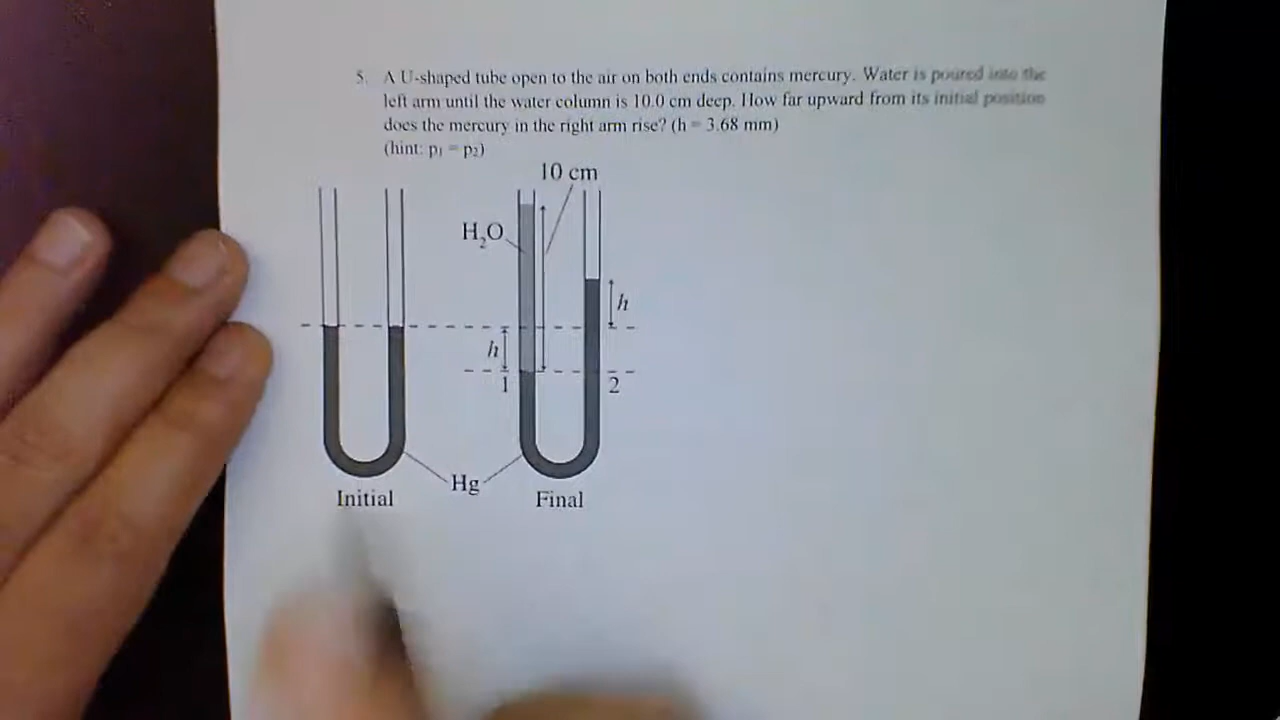 5. A U-shaped tube open to the air on both ends contains mercury. Water is poured into the
left arm until the water column is 10.0 cm deep. How far upward from its initial position
does the mercury in the right arm rise? (h = 3.68 mm)
(hint: p₁ = p₂)
10 cm
H₂O
h
h
1
2
Hg
Initial
Final